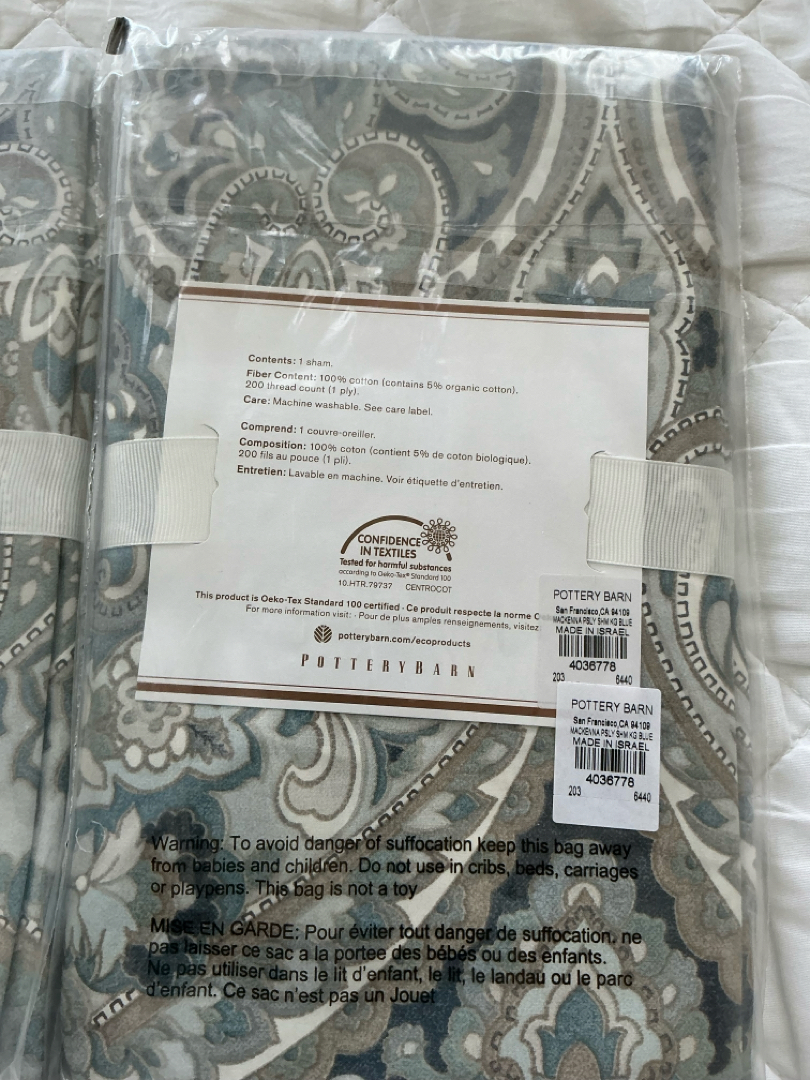 Contents: 1 sham.
Fiber Content: 100% cotton (contains 5% organic cotton).
200 thread count (1 ply).
Care: Machine washable. See care label.
Comprend: 1 couvre-oreiller.
Composition: 100% coton (contient 5% de coton biologique).
200 fils au pouce (1 pli).
Entretien: Lavable en machine. Voir étiquette d'entretien.
CONFIDENCE
IN TEXTILES
Tested for harmful substances
according to Oeko-Tex® Standard 100
10.HTR.79737 CENTROCOT
This product is Oeko-Tex Standard 100 certified · Ce produit respecte la norme
For more information visit: · Pour de plus amples renseignements, visitez
potterybarn.com/ecoproducts
POTTERYBARN
POTTERY BARN
San Francisco,CA 94109
MACKENNA PSLY SHM KG BLUE
MADE IN ISRAEL
4036778
203 6440
POTTERY BARN
San Francisco,CA 94109
MACKENNA PSLY SHM KG BLUE
MADE IN ISRAEL
4036778
203 6440
Warning: To avoid danger of suffocation keep this bag away
from babies and children. Do not use in cribs, beds, carriages
or playpens. This bag is not a toy
MISE EN GARDE: Pour éviter tout danger de suffocation, ne
pas laisser ce sac a la portee des bébés ou des enfants.
Ne pas utiliser dans le lit d'enfant, le lit, le landau ou le parc
d'enfant. Ce sac n'est pas un Jouet